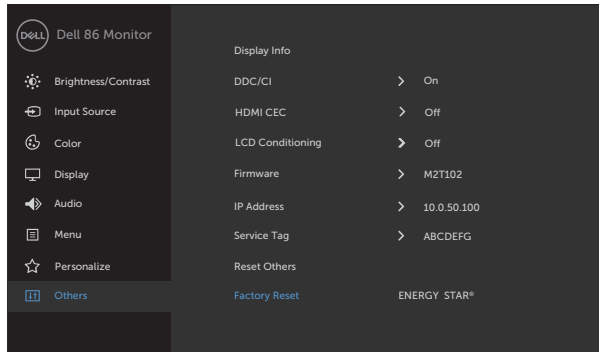 DELL Dell 86 Monitor
Display Info
Brightness/Contrast DDC/CI > On
Input Source HDMI CEC > Off
Color LCD Conditioning > Off
Display Firmware > M2T102
Audio IP Address > 10.0.50.100
Menu Service Tag > ABCDEFG
Personalize Reset Others
Others Factory Reset ENERGY STAR®